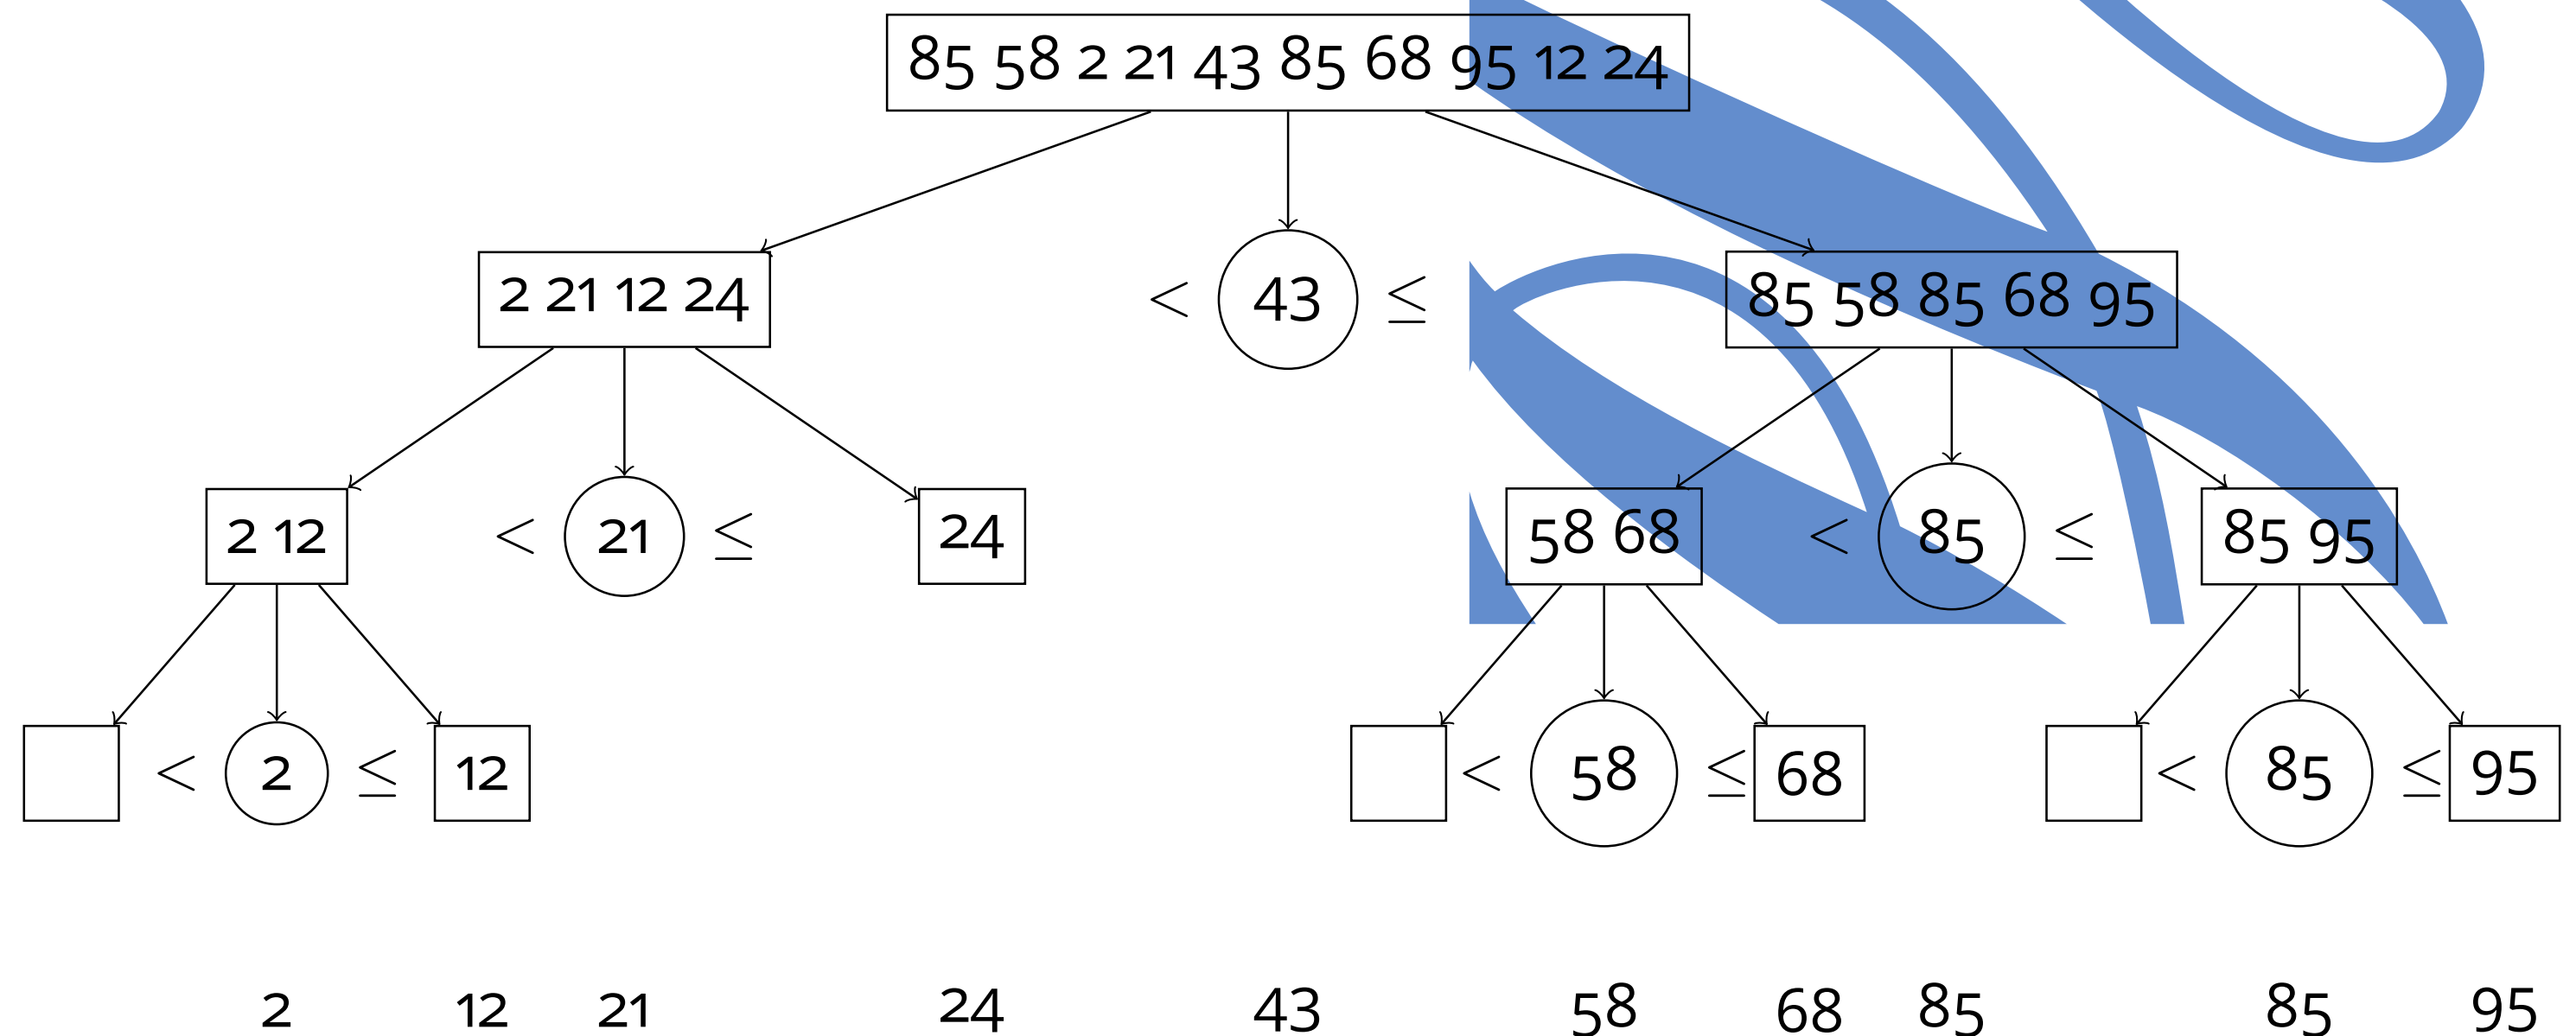 85 58 2 21 43 85 68 95 12 24
2 21 12 24 < 43 ≤ 85 58 85 68 95
2 12 < 21 ≤ 24 58 68 < 85 ≤ 85 95
< 2 ≤ 12 < 58 ≤ 68 < 85 ≤ 95
2 12 21 24 43 58 68 85 85 95